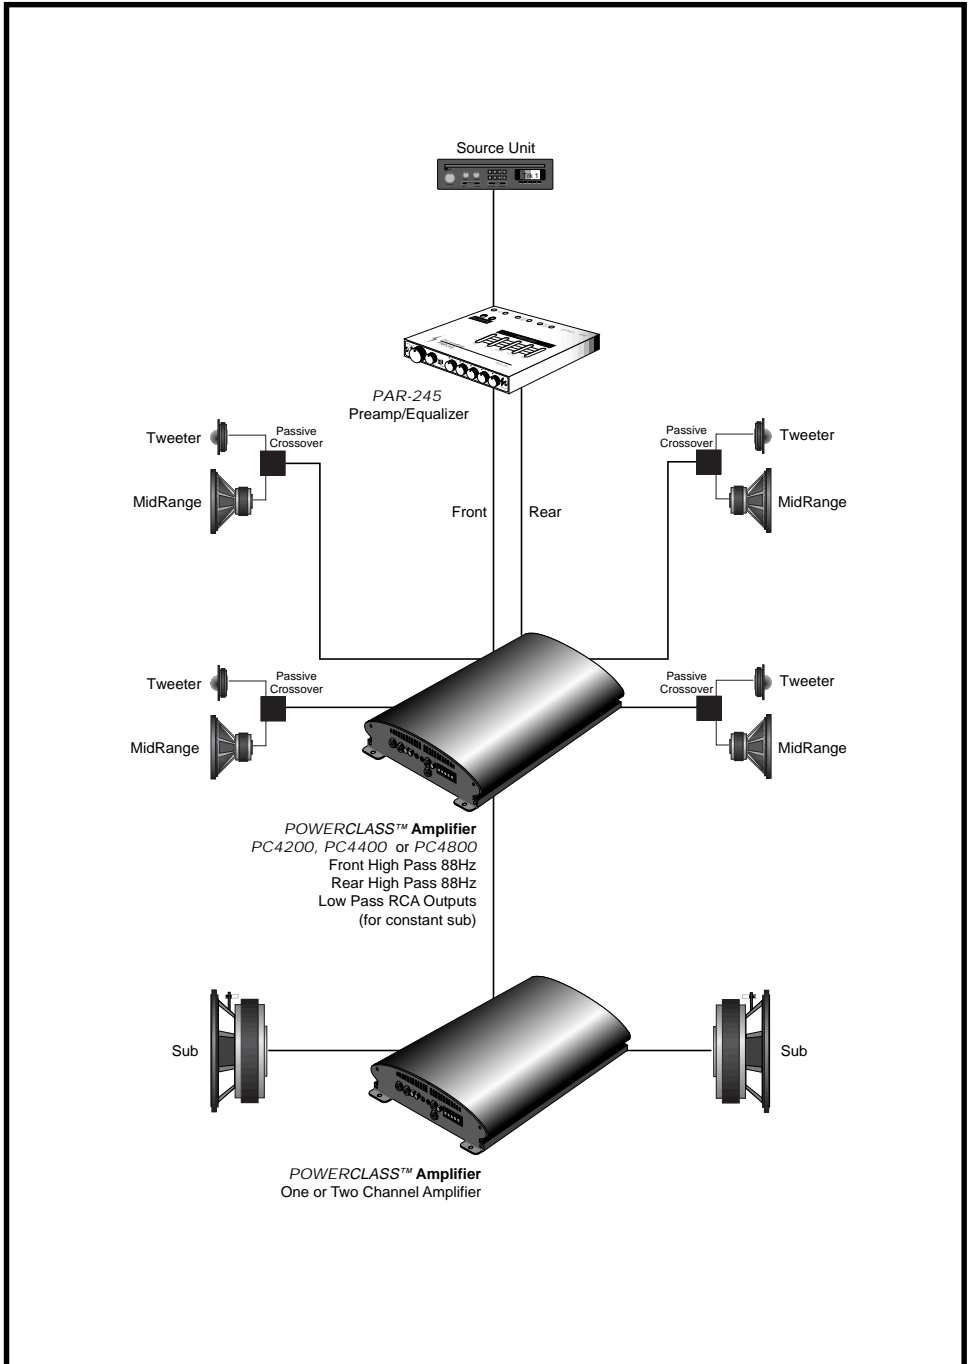 Source Unit
Trk 1
PAR-245
Preamp/Equalizer
Tweeter
Passive
Crossover
MidRange
Passive
Crossover
Tweeter
MidRange
Front
Rear
Tweeter
Passive
Crossover
MidRange
Passive
Crossover
Tweeter
MidRange
POWERCLASS™ Amplifier
PC4200, PC4400 or PC4800
Front High Pass 88Hz
Rear High Pass 88Hz
Low Pass RCA Outputs
(for constant sub)
Sub
Sub
POWERCLASS™ Amplifier
One or Two Channel Amplifier